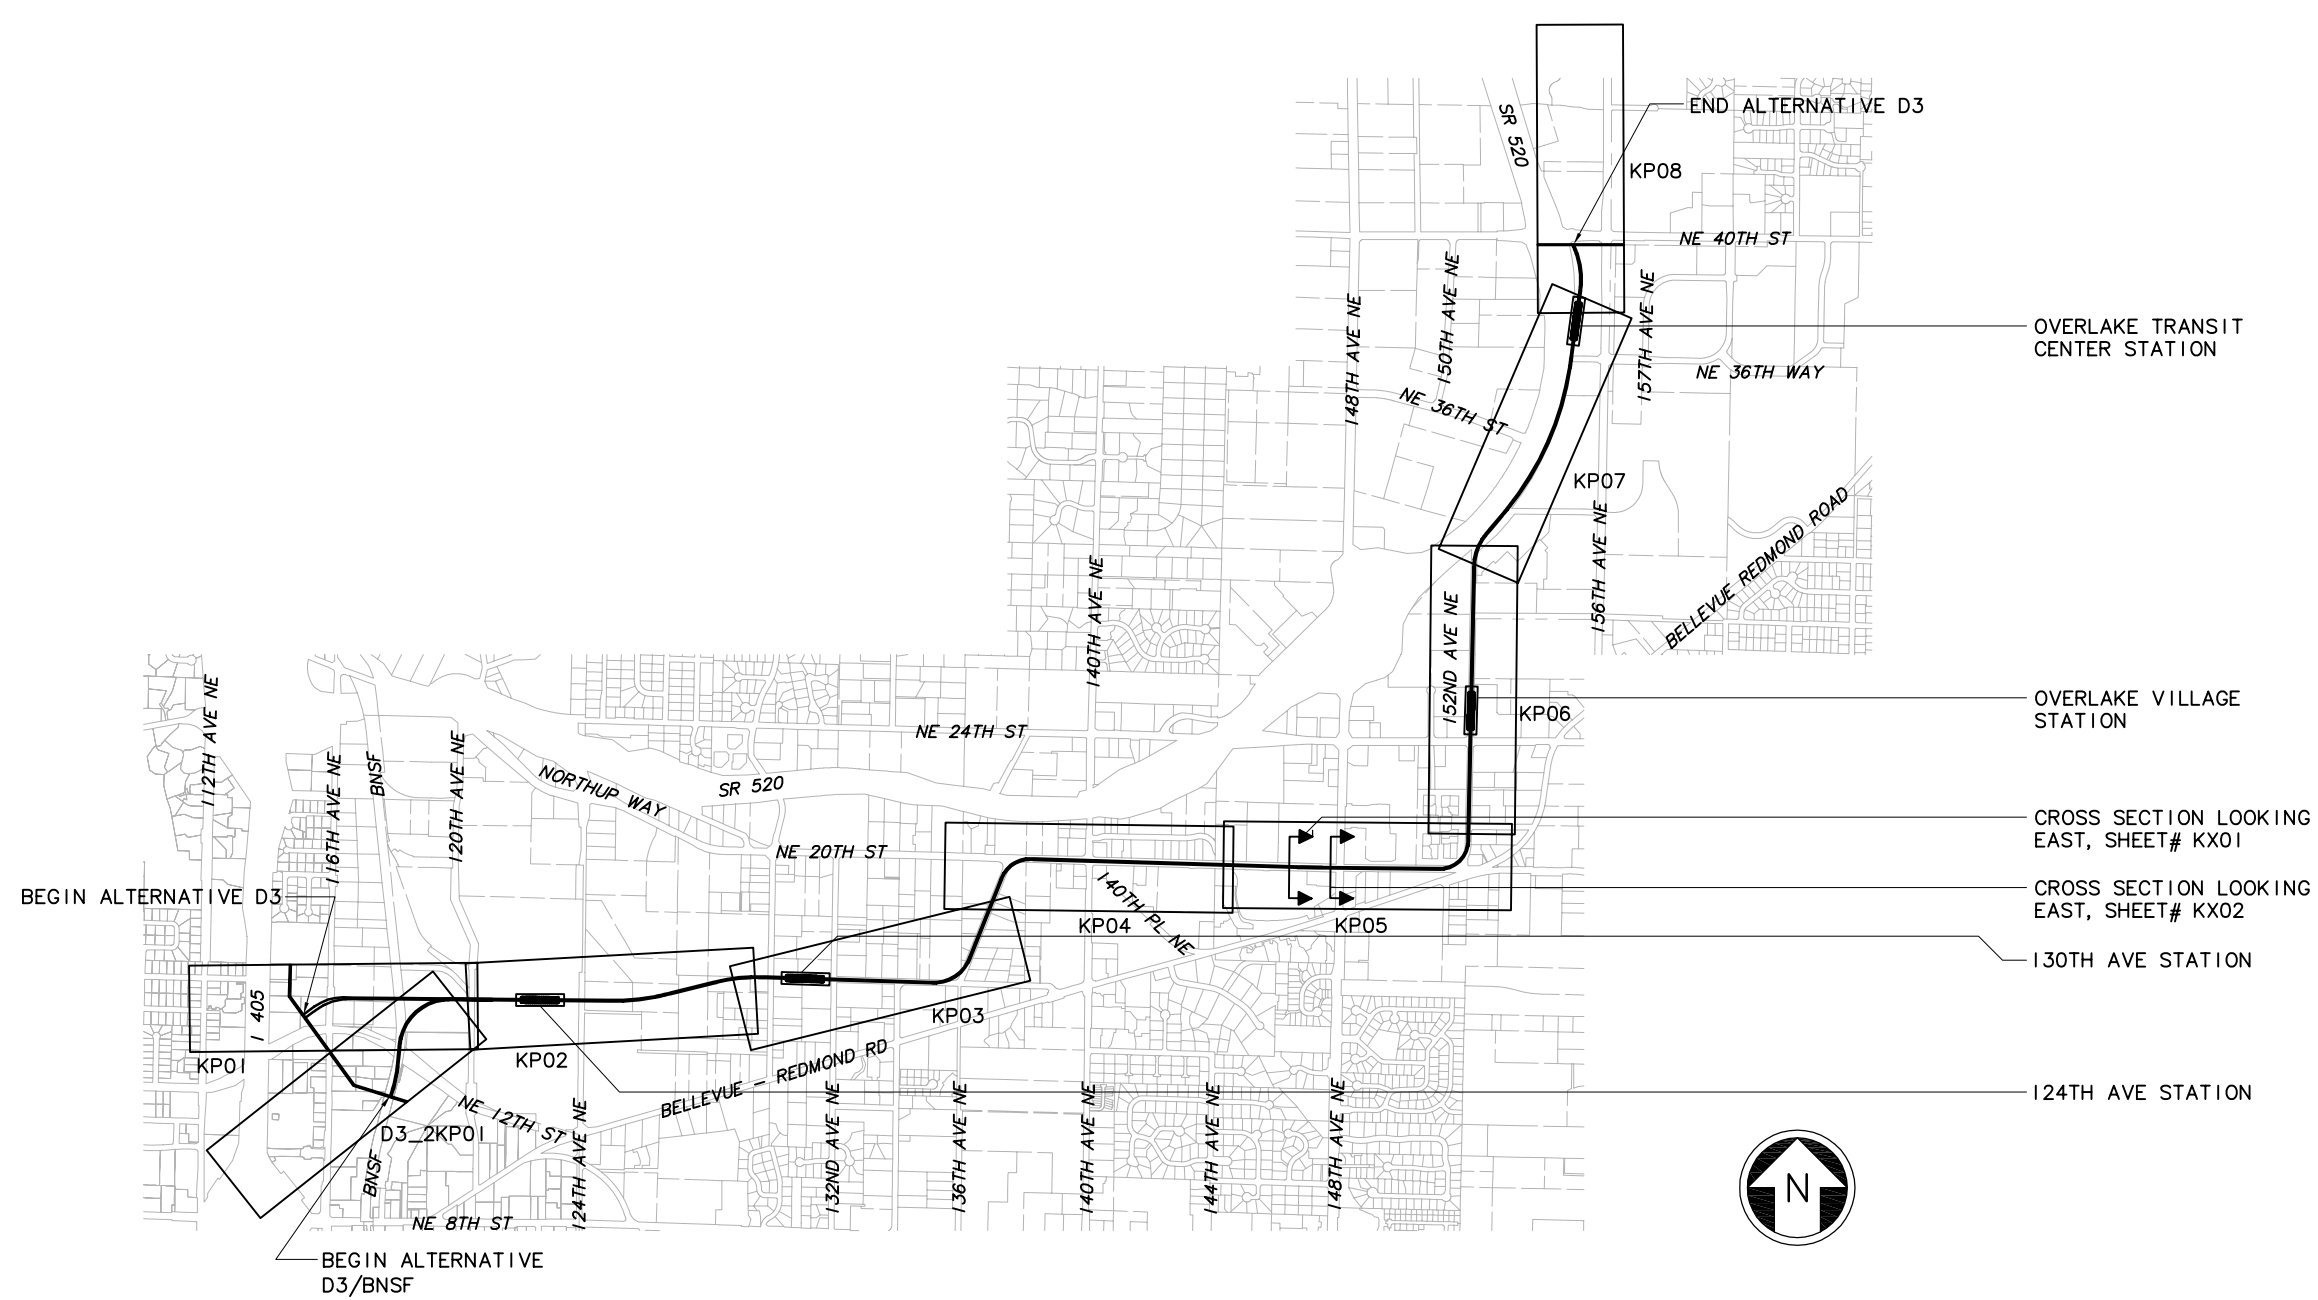 SR 520
END ALTERNATIVE D3
KP08
NE 40TH ST
148TH AVE NE
150TH AVE NE
157TH AVE NE
OVERLAKE TRANSIT
CENTER STATION
NE 36TH WAY
NE 36TH ST
KP07
156TH AVE NE
BELLEVUE REDMOND ROAD
140TH AVE NE
152ND AVE NE
OVERLAKE VILLAGE
STATION
KP06
112TH AVE NE
116TH AVE NE
BNSF
120TH AVE NE
NE 24TH ST
NORTHUP WAY
SR 520
CROSS SECTION LOOKING
EAST, SHEET# KX01
NE 20TH ST
CROSS SECTION LOOKING
EAST, SHEET# KX02
BEGIN ALTERNATIVE D3
140TH PL NE
KP04
KP05
130TH AVE STATION
I 405
KP03
KP01
KP02
BELLEVUE - REDMOND RD
124TH AVE STATION
NE 12TH ST
D3_2KP01
BNSF
124TH AVE NE
132ND AVE NE
136TH AVE NE
140TH AVE NE
144TH AVE NE
148TH AVE NE
N
NE 8TH ST
BEGIN ALTERNATIVE
D3/BNSF